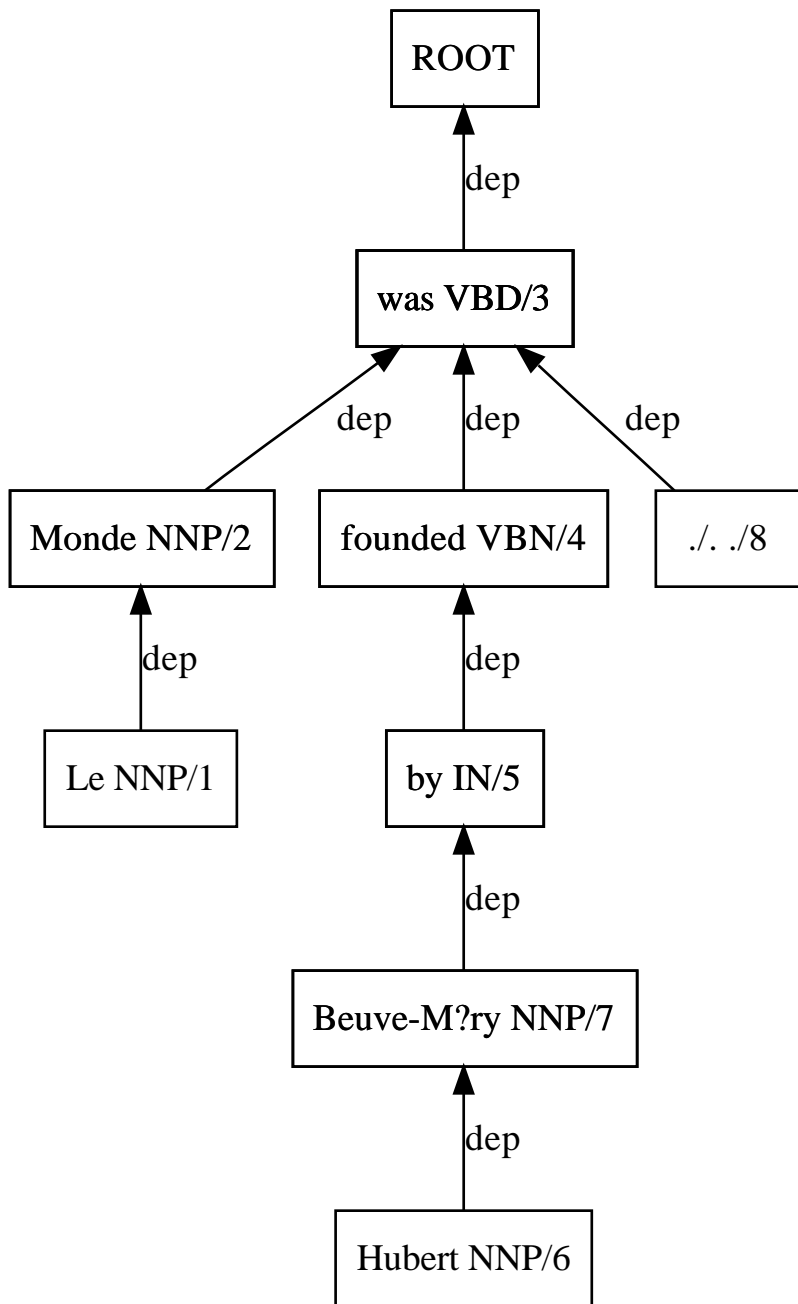 ROOT
dep
was VBD/3
dep dep dep
Monde NNP/2 founded VBN/4 ./. ./8
dep dep
Le NNP/1 by IN/5
dep
Beuve-M?ry NNP/7
dep
Hubert NNP/6